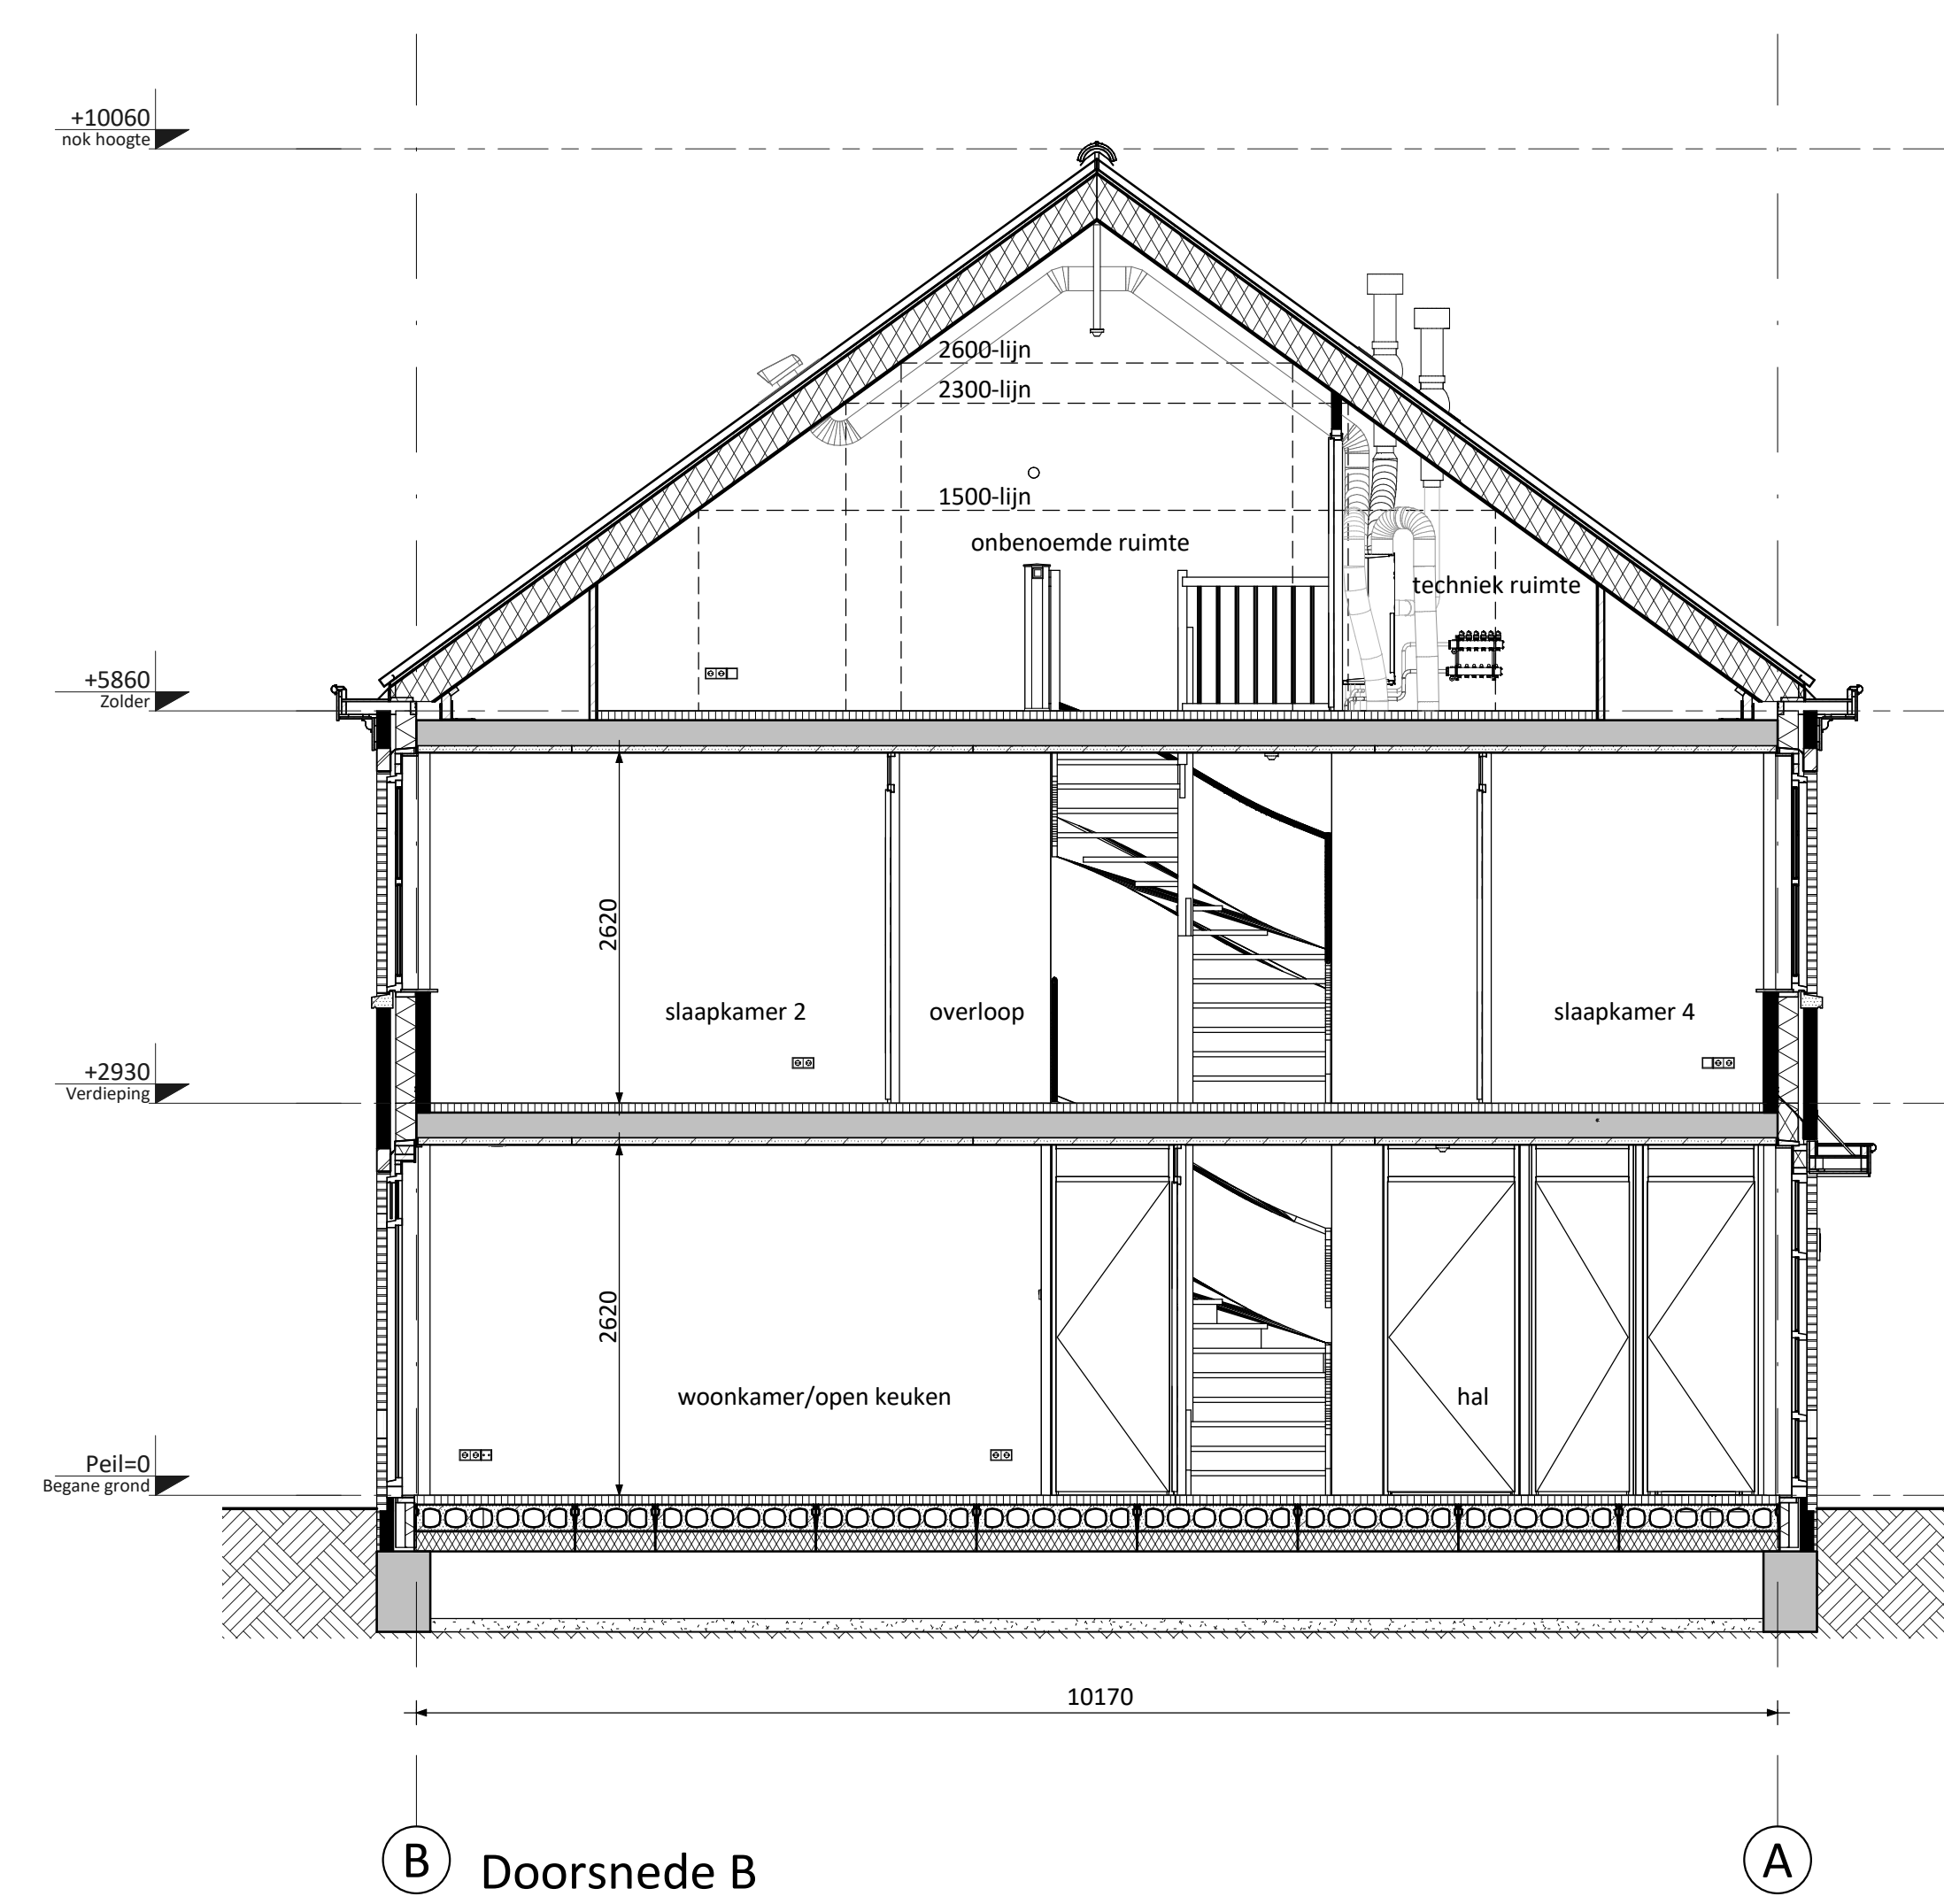 +10060
nok hoogte
2600-lijn
2300-lijn
1500-lijn
onbenoemde ruimte
techniek ruimte
+5860
Zolder
2620
slaapkamer 2
overloop
slaapkamer 4
+2930
Verdieping
2620
woonkamer/open keuken
hal
Peil=0
Begane grond
10170
B
Doorsnede B
A